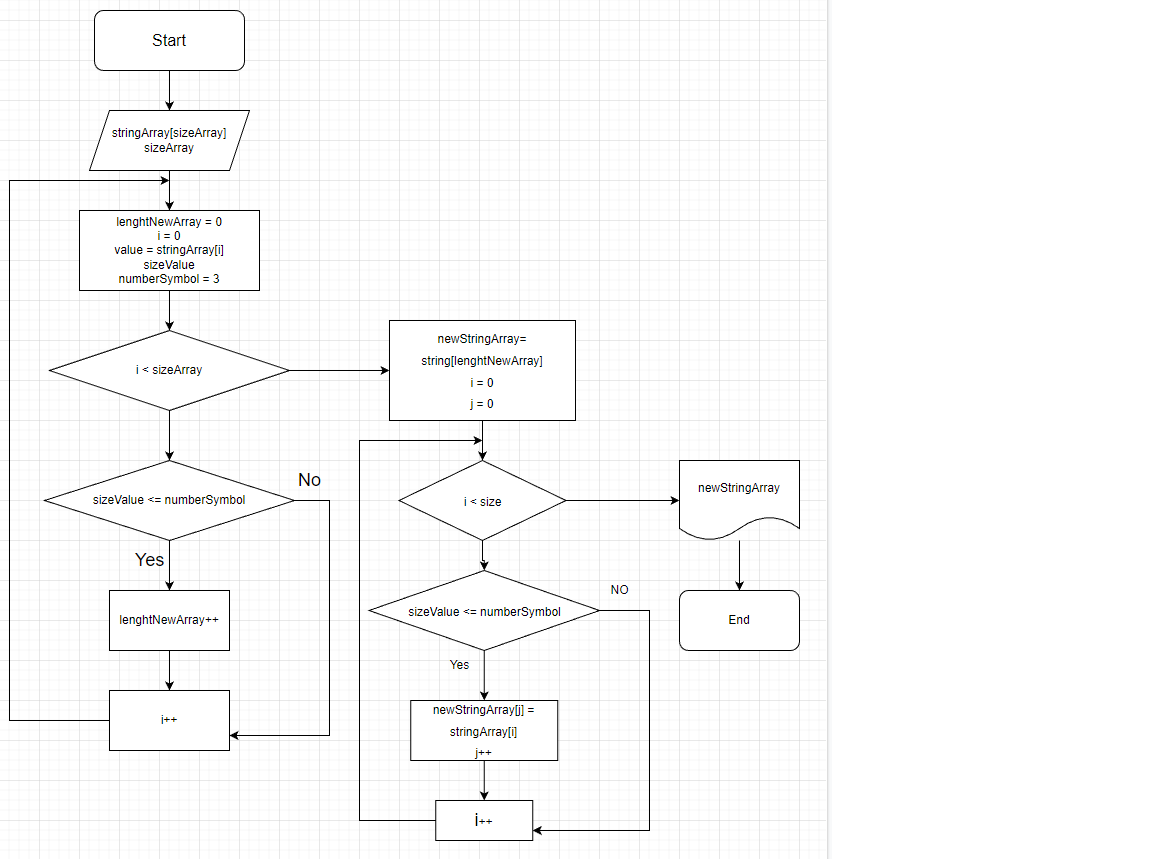 Start
stringArray[sizeArray]
sizeArray
lenghtNewArray = 0
i = 0
value = stringArray[i]
sizeValue
numberSymbol = 3
i < sizeArray
sizeValue <= numberSymbol
No
Yes
lenghtNewArray++
i++
newStringArray=
string[lenghtNewArray]
i = 0
j = 0
i < size
sizeValue <= numberSymbol
NO
Yes
newStringArray[j] =
stringArray[i]
j++
i++
newStringArray
End